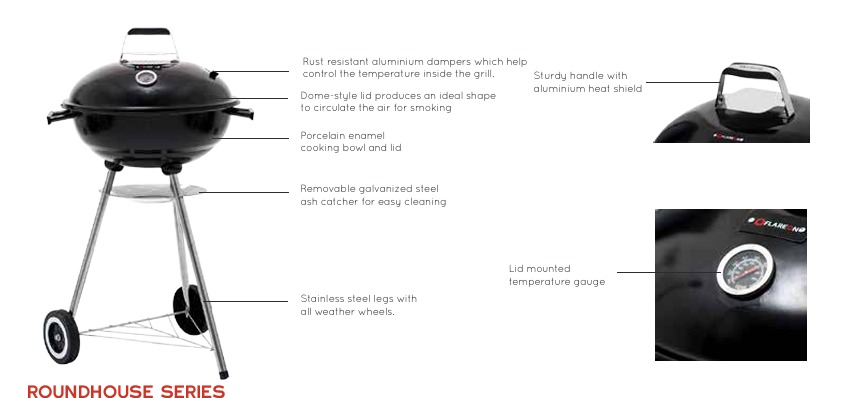 Rust resistant aluminium dampers which help
control the temperature inside the grill.
Sturdy handle with
aluminium heat shield
Dome-style lid produces an ideal shape
to circulate the air for smoking
Porcelain enamel
cooking bowl and lid
Removable galvanized steel
ash catcher for easy cleaning
FLAREON
Lid mounted
temperature gauge
Stainless steel legs with
all weather wheels.
ROUNDHOUSE SERIES